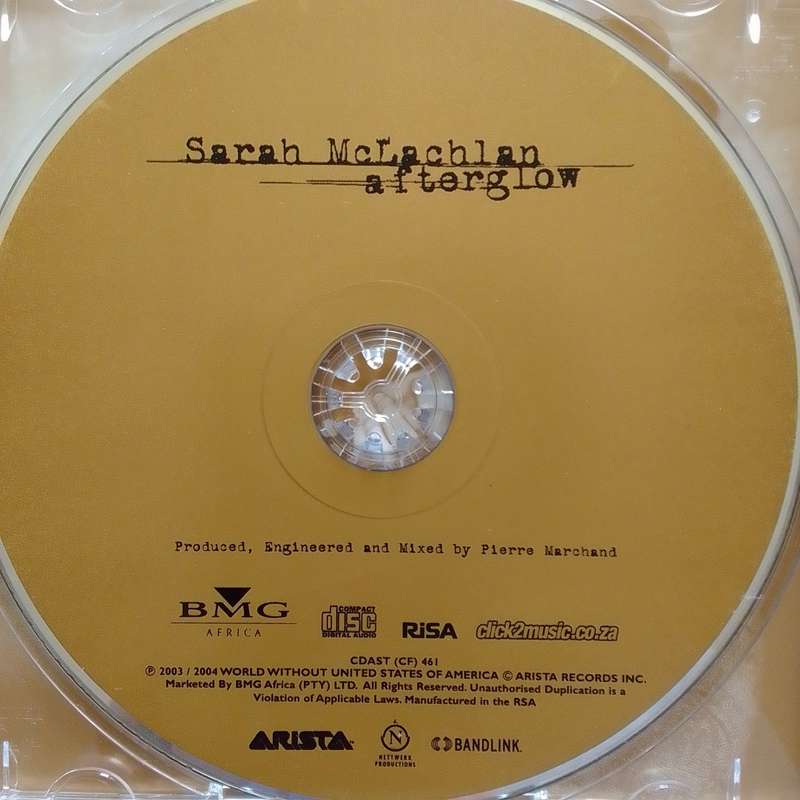 Sarah McLachlan
afterglow
Produced, Engineered and Mixed by Pierre Marchand
BMG
AFRICA
COMPACT
disc
DIGITAL AUDIO
RiSA
click2music.co.za
CDAST (CF) 461
℗ 2003 / 2004 WORLD WITHOUT UNITED STATES OF AMERICA © ARISTA RECORDS INC.
Marketed By BMG Africa (PTY) LTD. All Rights Reserved. Unauthorised Duplication is a
Violation of Applicable Laws. Manufactured in the RSA
ARISTA
N
NETTWERK
PRODUCTIONS
BANDLINK